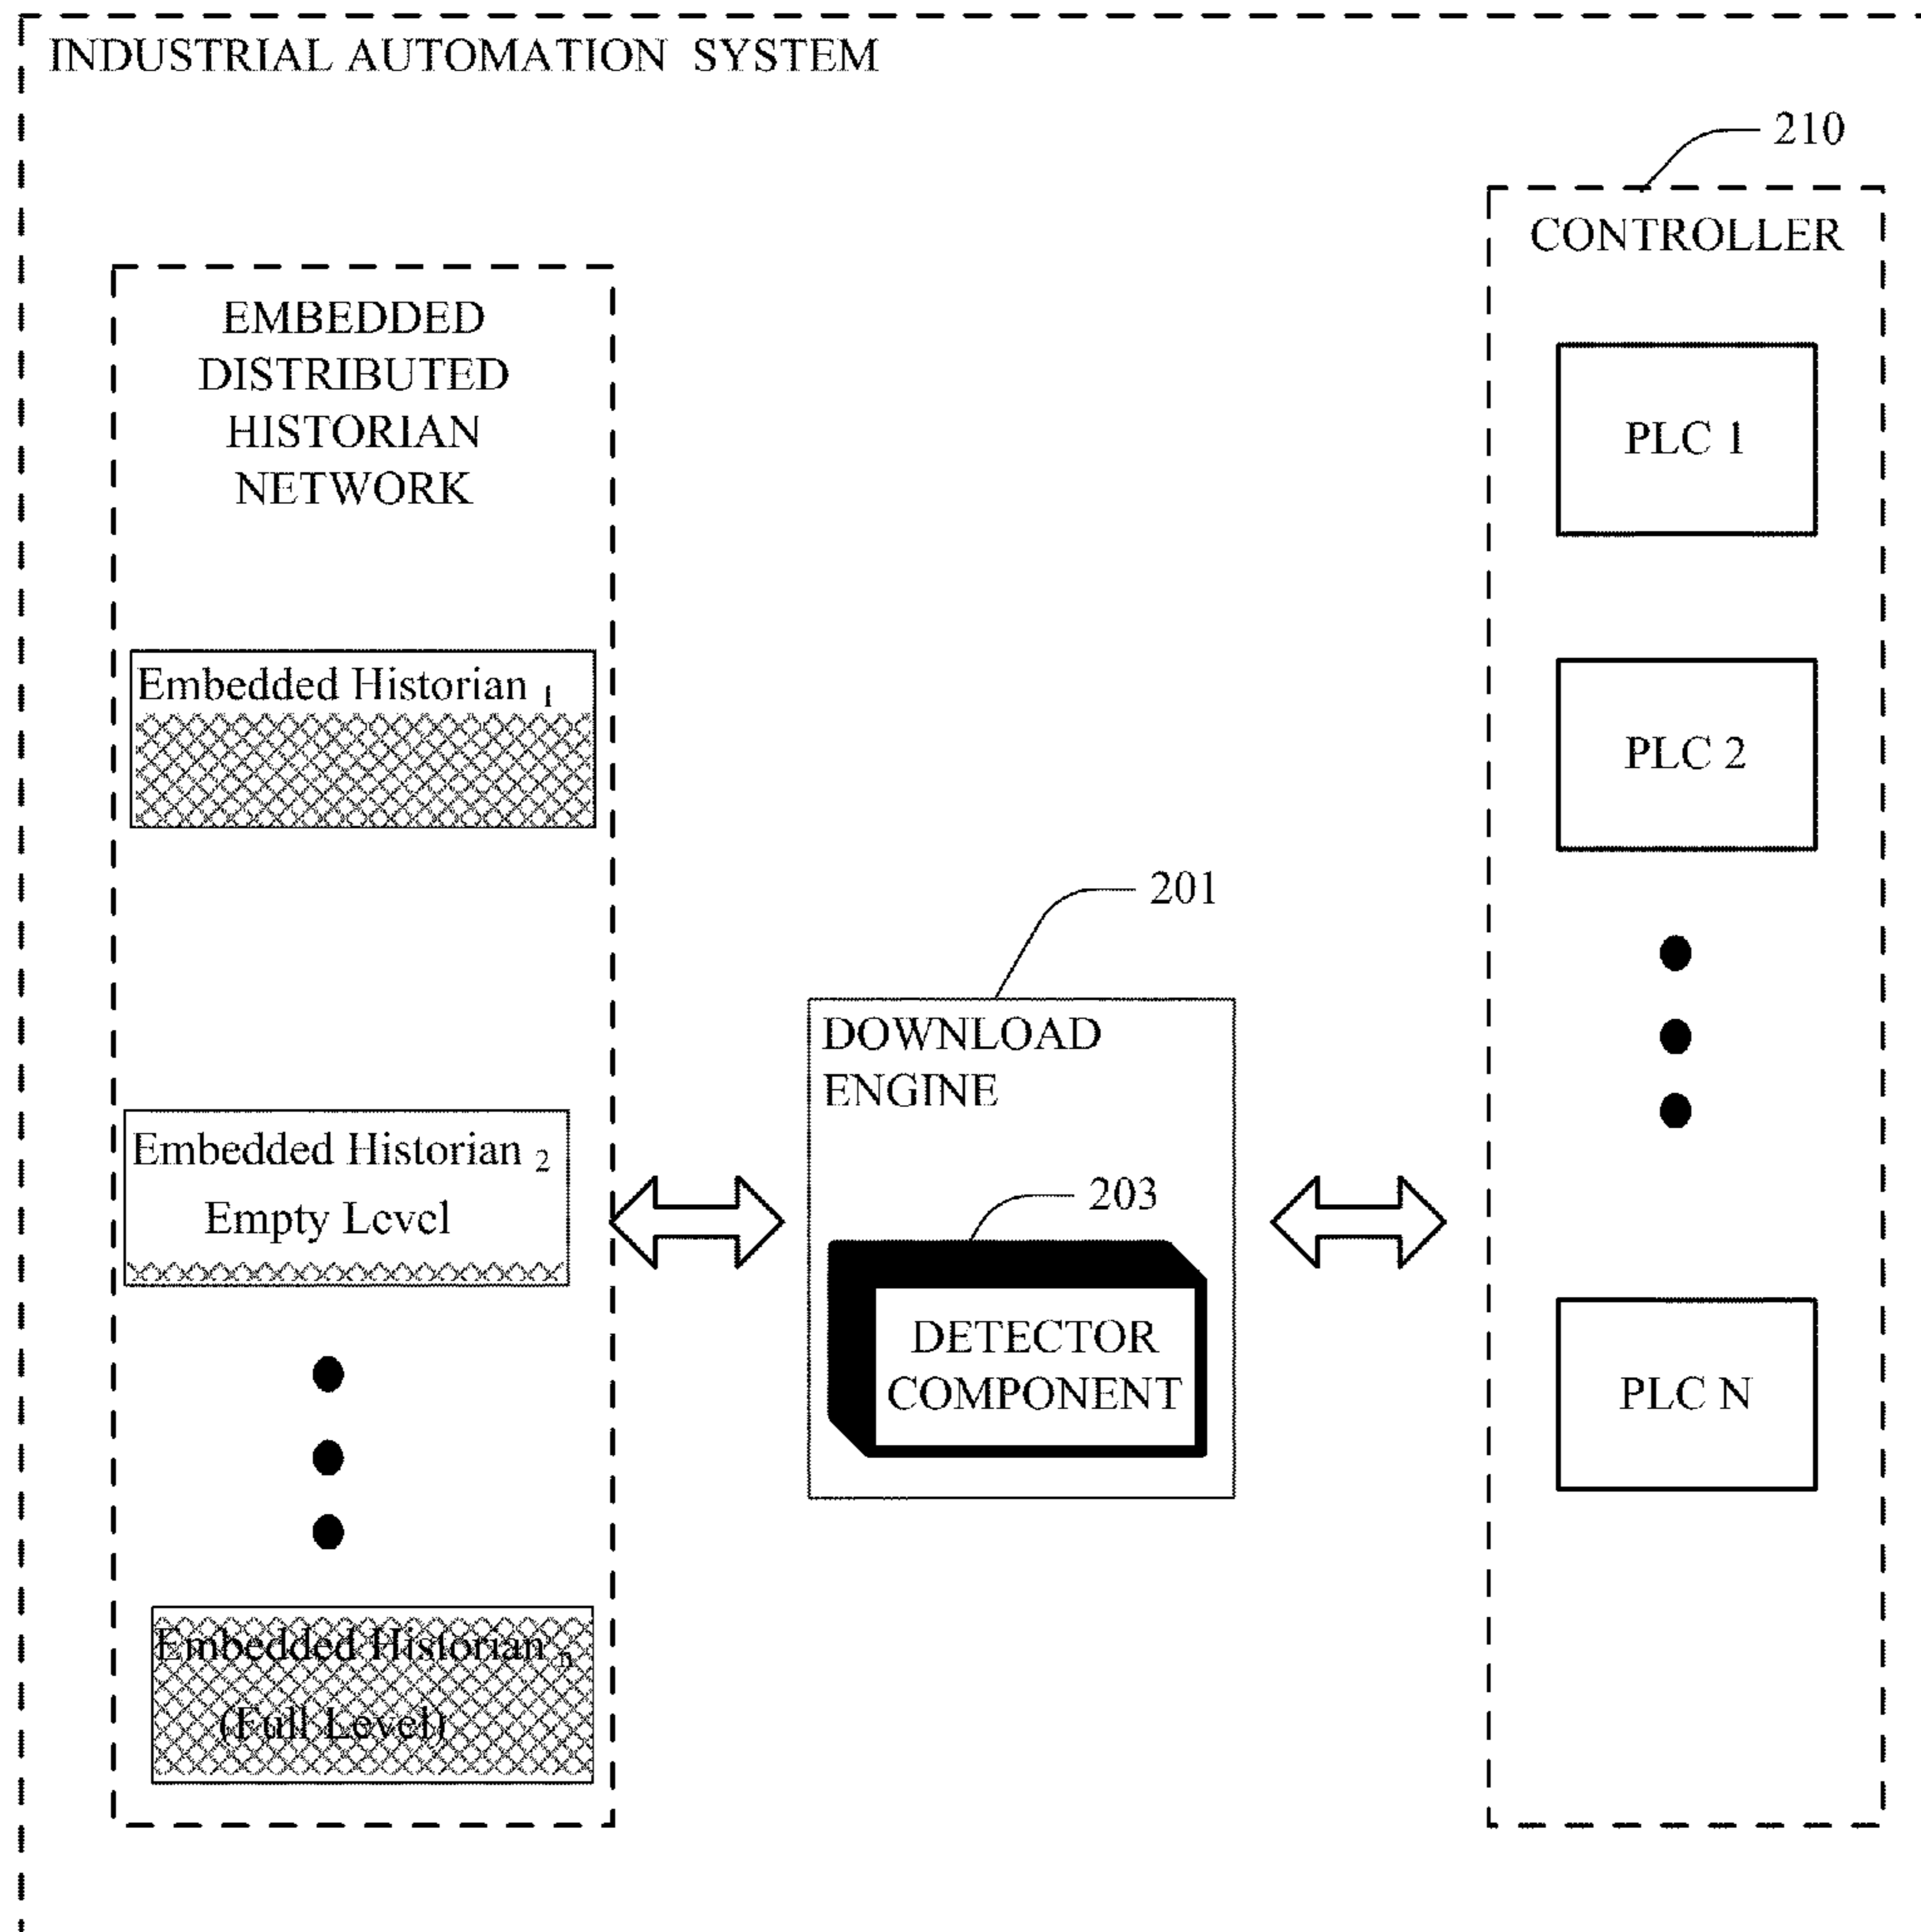 INDUSTRIAL AUTOMATION SYSTEM
210
CONTROLLER
EMBEDDED
DISTRIBUTED
HISTORIAN
NETWORK
PLC 1
Embedded Historian 1
PLC 2
201
DOWNLOAD
ENGINE
Embedded Historian 2
Empty Level
203
DETECTOR
COMPONENT
PLC N
Embedded Historian n
(Full Level)